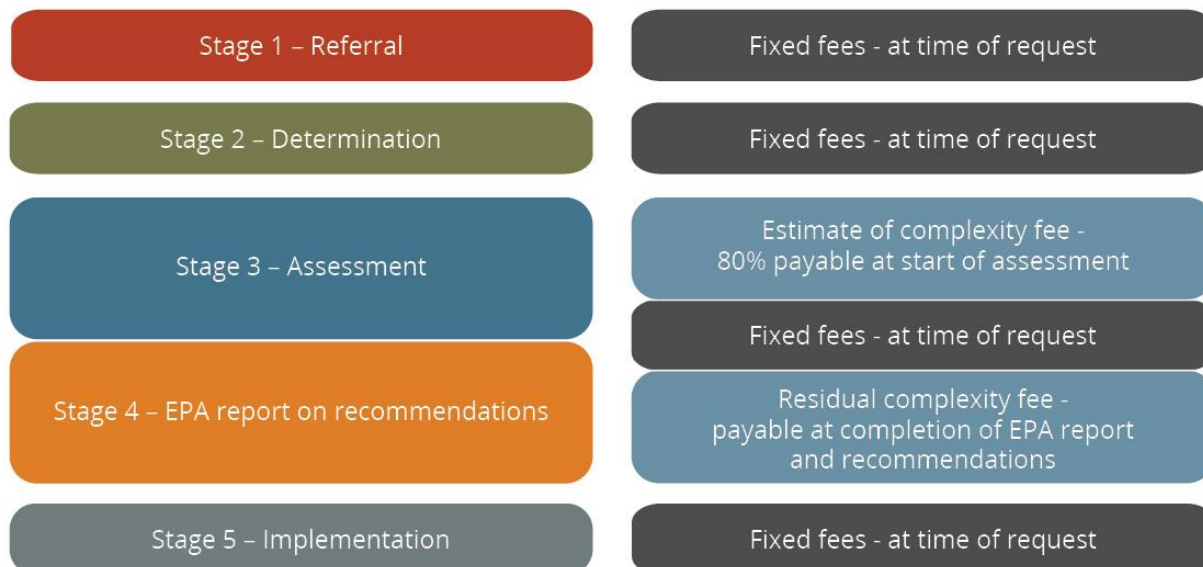 Stage 1 – Referral
Fixed fees - at time of request
Stage 2 – Determination
Fixed fees - at time of request
Stage 3 – Assessment
Estimate of complexity fee -
80% payable at start of assessment
Fixed fees - at time of request
Stage 4 – EPA report on recommendations
Residual complexity fee -
payable at completion of EPA report
and recommendations
Stage 5 – Implementation
Fixed fees - at time of request